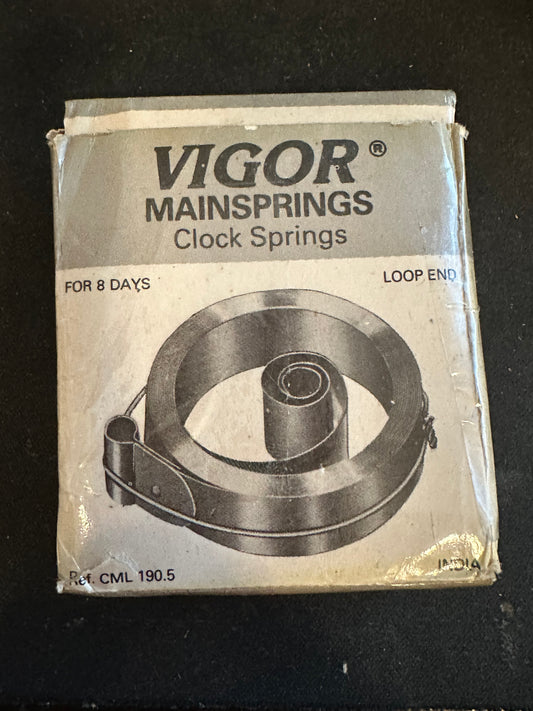 VIGOR®
MAINSPRINGS
Clock Springs
FOR 8 DAYS
LOOP END
Ref. CML 190.5
INDIA